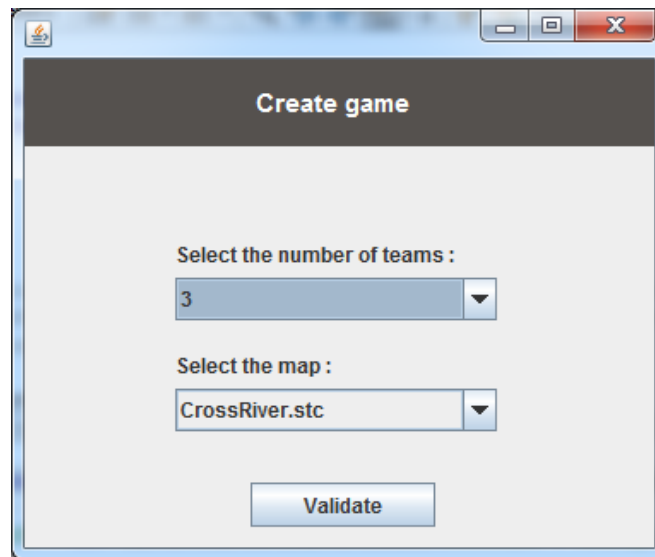 Create game
Select the number of teams :
3
Select the map :
CrossRiver.stc
Validate